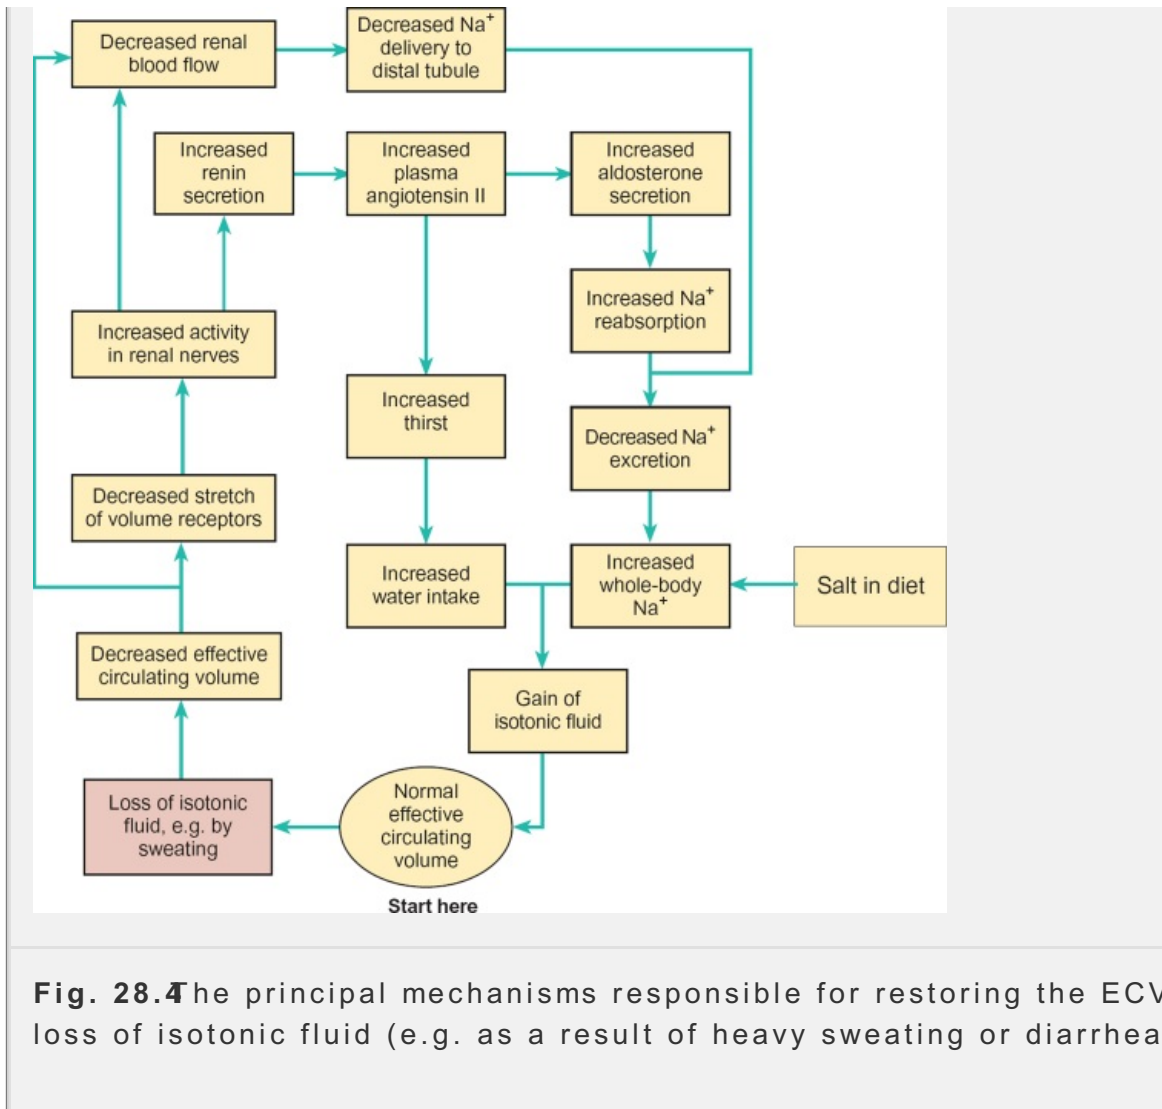 Decreased renal
blood flow
Decreased Na+
delivery to
distal tubule
Increased
renin
secretion
Increased
plasma
angiotensin II
Increased
aldosterone
secretion
Increased Na+
reabsorption
Increased activity
in renal nerves
Increased
thirst
Decreased Na+
excretion
Decreased stretch
of volume receptors
Increased
water intake
Increased
whole-body
Na+
Salt in diet
Decreased effective
circulating volume
Gain of
isotonic fluid
Loss of isotonic
fluid, e.g. by
sweating
Normal
effective
circulating
volume
Start here
Fig. 28.4 The principal mechanisms responsible for restoring the ECV
loss of isotonic fluid (e.g. as a result of heavy sweating or diarrhea